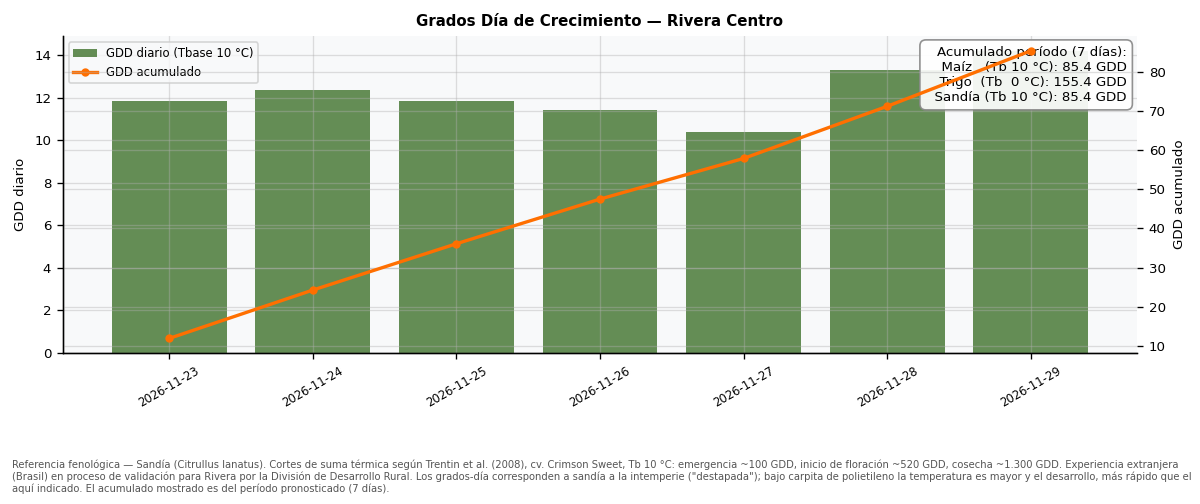 Grados Día de Crecimiento — Rivera Centro
GDD diario (Tbase 10 °C)
GDD acumulado
Acumulado período (7 días):
Maíz (Tb 10 °C): 85.4 GDD
Trigo (Tb 0 °C): 155.4 GDD
Sandía (Tb 10 °C): 85.4 GDD
GDD diario
14
12
10
8
6
4
2
0
80
70
60
50
40
30
20
10
GDD acumulado
2026-11-23
2026-11-24
2026-11-25
2026-11-26
2026-11-27
2026-11-28
2026-11-29
Referencia fenológica — Sandía (Citrullus lanatus). Cortes de suma térmica según Trentin et al. (2008), cv. Crimson Sweet, Tb 10 °C: emergencia ~100 GDD, inicio de floración ~520 GDD, cosecha ~1.300 GDD. Experiencia extranjera
(Brasil) en proceso de validación para Rivera por la División de Desarrollo Rural. Los grados-día corresponden a sandía a la intemperie ("destapada"); bajo carpita de polietileno la temperatura es mayor y el desarrollo, más rápido que el
aquí indicado. El acumulado mostrado es del período pronosticado (7 días).